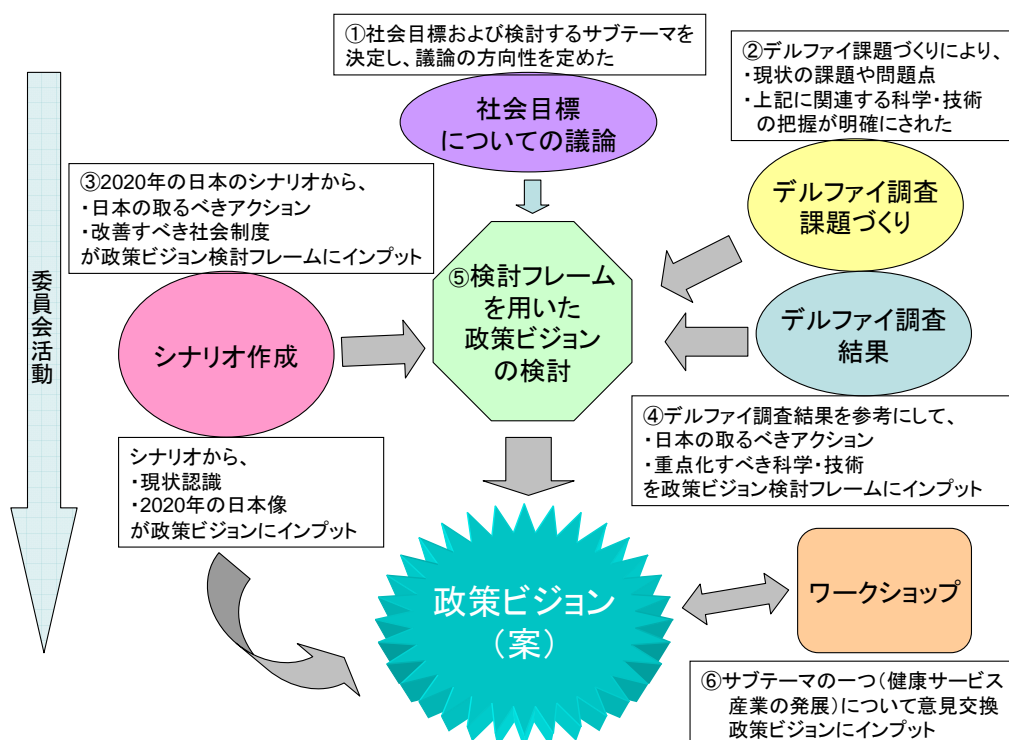 ①社会目標および検討するサブテーマを
決定し、議論の方向性を定めた
②デルファイ課題づくりにより、
・現状の課題や問題点
・上記に関連する科学・技術
の把握が明確にされた
社会目標
についての議論
③2020年の日本のシナリオから、
・日本の取るべきアクション
・改善すべき社会制度
が政策ビジョン検討フレームにインプット
デルファイ調査
課題づくり
委員会活動
⑤検討フレーム
を用いた
政策ビジョン
の検討
シナリオ作成
デルファイ調査
結果
④デルファイ調査結果を参考にして、
・日本の取るべきアクション
・重点化すべき科学・技術
を政策ビジョン検討フレームにインプット
シナリオから、
・現状認識
・2020年の日本像
が政策ビジョンにインプット
政策ビジョン
（案）
ワークショップ
⑥サブテーマの一つ（健康サービス
産業の発展）について意見交換
政策ビジョンにインプット